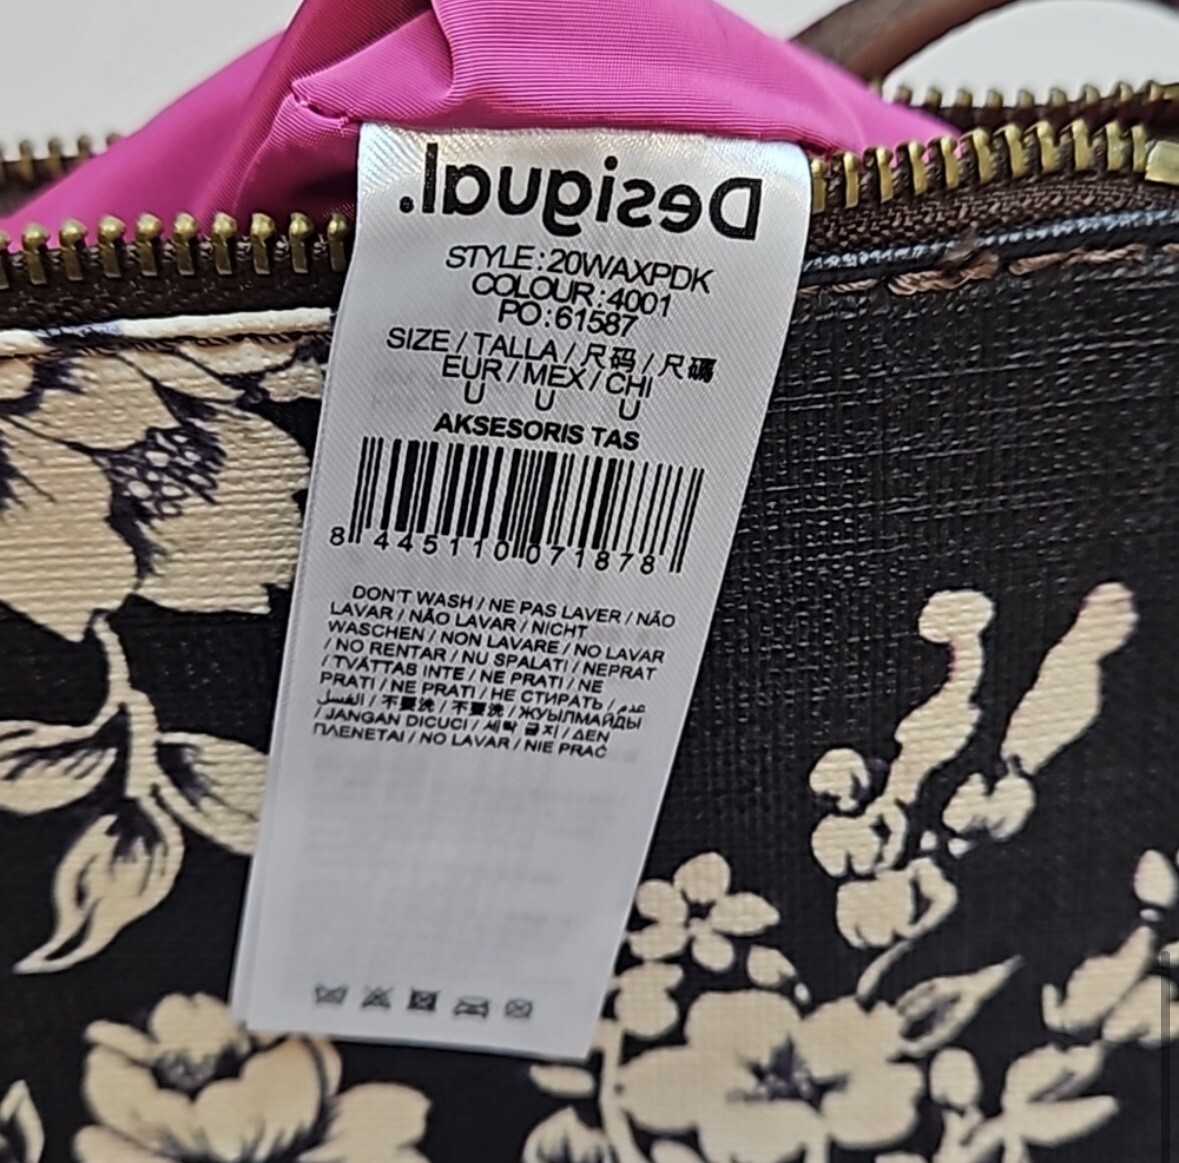 Desigual.
STYLE:20WAXPDK
COLOUR:4001
PO:61587
SIZE/TALLA/尺码/尺碼
EUR/MEX/CHI
U U U
AKSESORIS TAS
8 445110 071878
DON'T WASH/NE PAS LAVER/NÃO
LAVAR/NÃO LAVAR/NICHT
WASCHEN/NON LAVARE/NO LAVAR
/NO RENTAR/NU SPALATI/NEPRAT
/TVÄTTAS INTE/NE PRATI/NE
PRATI/NE PRATI/НЕ СТИРАТЬ/عدم
الغسيل/不要洗/不要洗/ЖУЫЛМАЙДЫ
/JANGAN DICUCI/세탁 금지/ΔΕΝ
ΠΛΕΝΕΤΑΙ/NO LAVAR/NIE PRAĆ